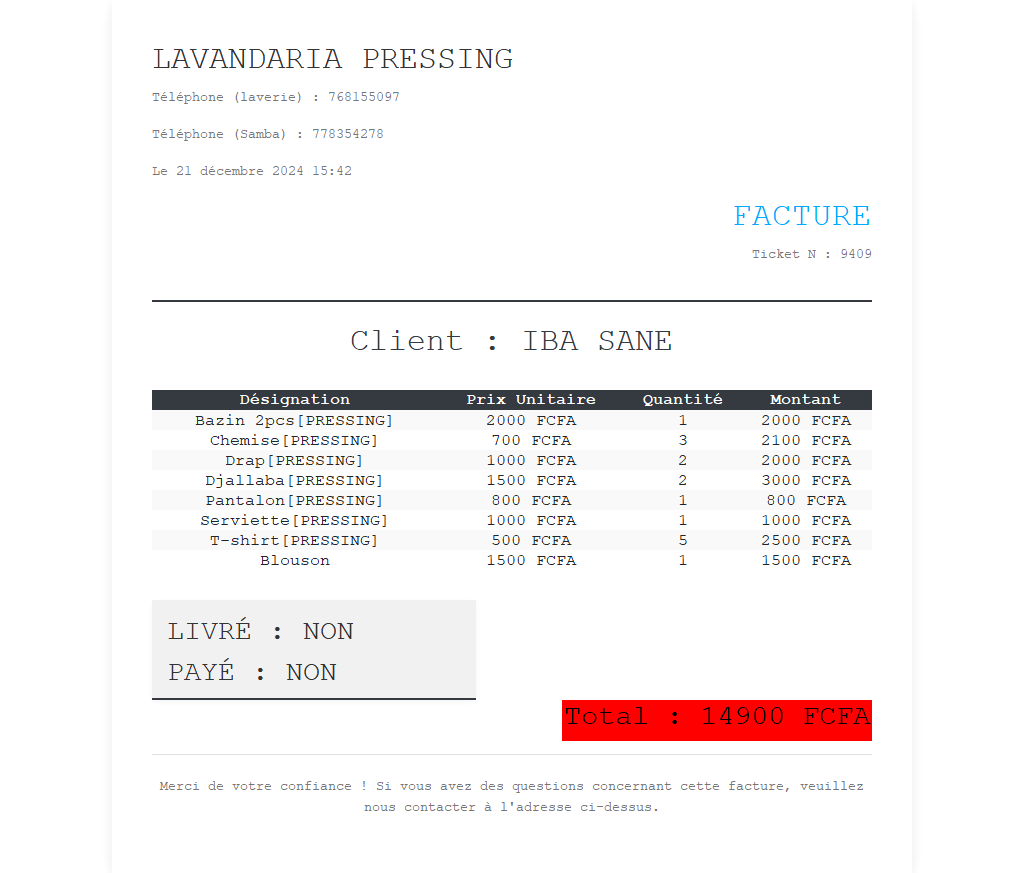 LAVANDARIA PRESSING
Téléphone (laverie) : 768155097
Téléphone (Samba) : 778354278
Le 21 décembre 2024 15:42
FACTURE
Ticket N : 9409
Client : IBA SANE
Désignation Prix Unitaire Quantité Montant
Bazin 2pcs[PRESSING] 2000 FCFA 1 2000 FCFA
Chemise[PRESSING] 700 FCFA 3 2100 FCFA
Drap[PRESSING] 1000 FCFA 2 2000 FCFA
Djallaba[PRESSING] 1500 FCFA 2 3000 FCFA
Pantalon[PRESSING] 800 FCFA 1 800 FCFA
Serviette[PRESSING] 1000 FCFA 1 1000 FCFA
T-shirt[PRESSING] 500 FCFA 5 2500 FCFA
Blouson 1500 FCFA 1 1500 FCFA
LIVRÉ : NON
PAYÉ : NON
Total : 14900 FCFA
Merci de votre confiance ! Si vous avez des questions concernant cette facture, veuillez
nous contacter à l'adresse ci-dessus.